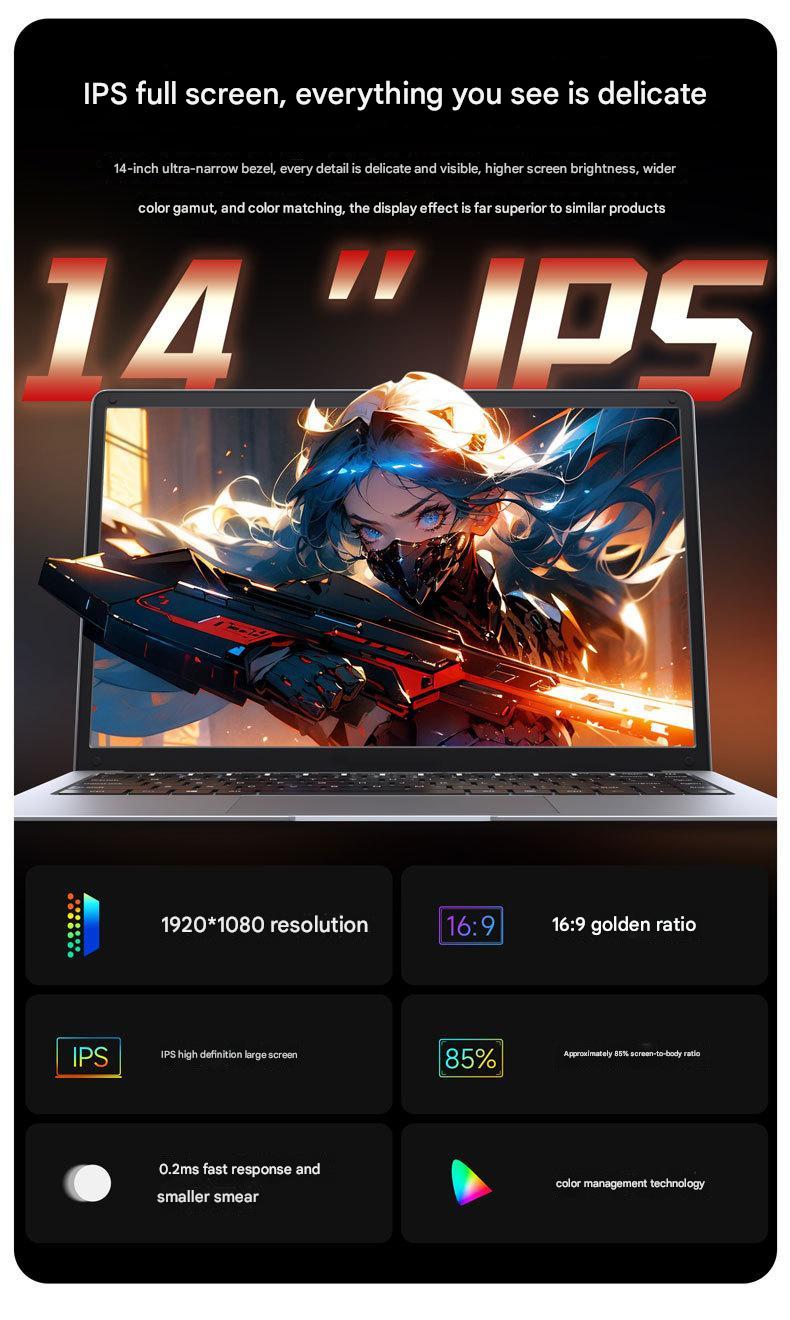 IPS full screen, everything you see is delicate
14-inch ultra-narrow bezel, every detail is delicate and visible, higher screen brightness, wider
color gamut, and color matching, the display effect is far superior to similar products
14 " IPS
1920*1080 resolution
16:9
16:9 golden ratio
IPS
IPS high definition large screen
85%
Approximately 85% screen-to-body ratio
0.2ms fast response and
smaller smear
color management technology